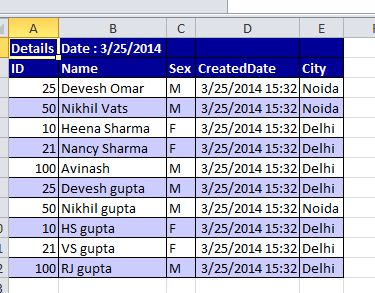 A B C D E
Details Date : 3/25/2014
ID Name Sex CreatedDate City
25 Devesh Omar M 3/25/2014 15:32 Noida
50 Nikhil Vats M 3/25/2014 15:32 Noida
10 Heena Sharma F 3/25/2014 15:32 Delhi
21 Nancy Sharma F 3/25/2014 15:32 Delhi
100 Avinash M 3/25/2014 15:32 Delhi
25 Devesh gupta M 3/25/2014 15:32 Delhi
50 Nikhil gupta M 3/25/2014 15:32 Noida
10 HS gupta F 3/25/2014 15:32 Delhi
21 VS gupta F 3/25/2014 15:32 Delhi
100 RJ gupta M 3/25/2014 15:32 Delhi